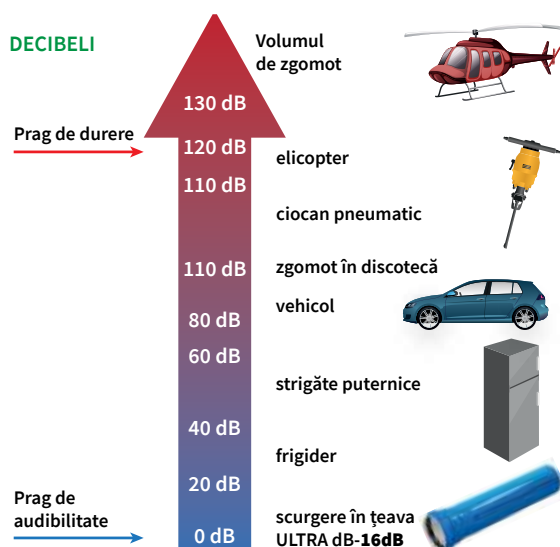 DECIBELI
Volumul
de zgomot
130 dB
Prag de durere
120 dB
elicopter
110 dB
ciocan pneumatic
110 dB
zgomot în discotecă
vehicol
80 dB
60 dB
strigăte puternice
40 dB
frigider
20 dB
Prag de
audibilitate
0 dB
scurgere în țeava
ULTRA dB-16dB